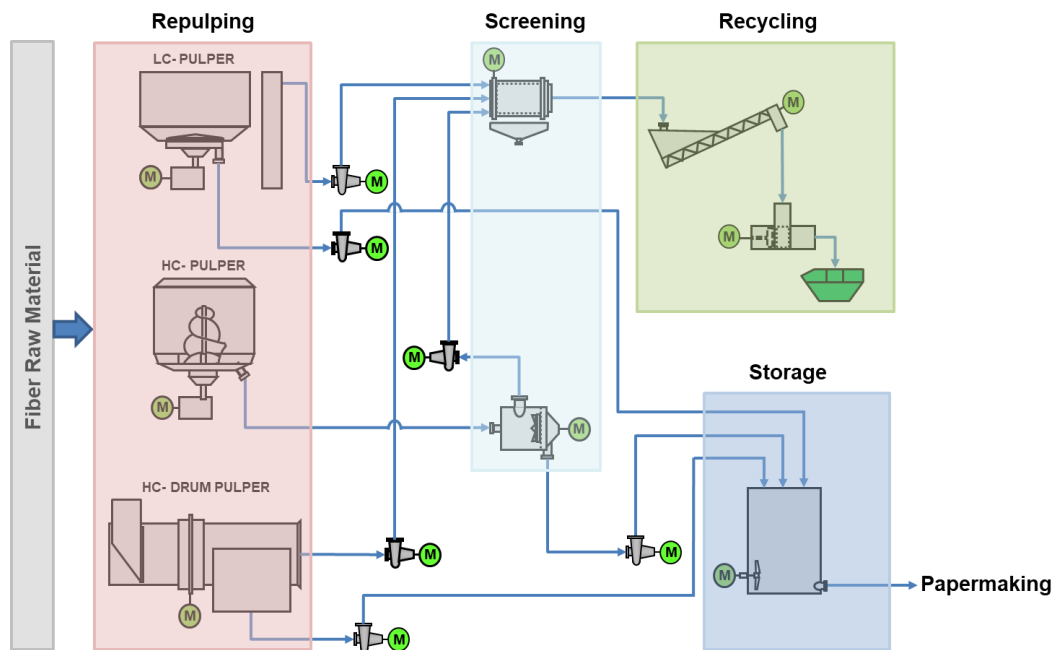 Repulping
Screening
Recycling
LC- PULPER
M
M
M
M
M
M
Fiber Raw Material
HC- PULPER
M
M
Storage
M
M
HC- DRUM PULPER
M
M
M
Papermaking
M
M